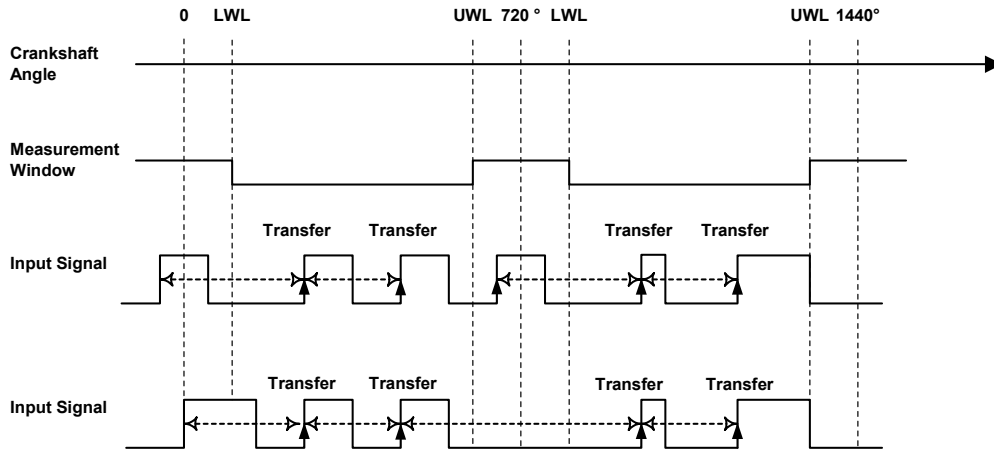 0 LWL UWL 720 ° LWL UWL 1440°
Crankshaft
Angle
Measurement
Window
Transfer Transfer Transfer Transfer
Input Signal
Transfer Transfer Transfer Transfer
Input Signal